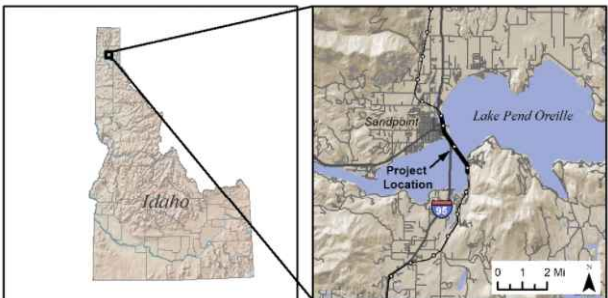 Idaho
Lake Pend Oreille
Sandpoint
Project
Location
95
0 1 2 Mi
N